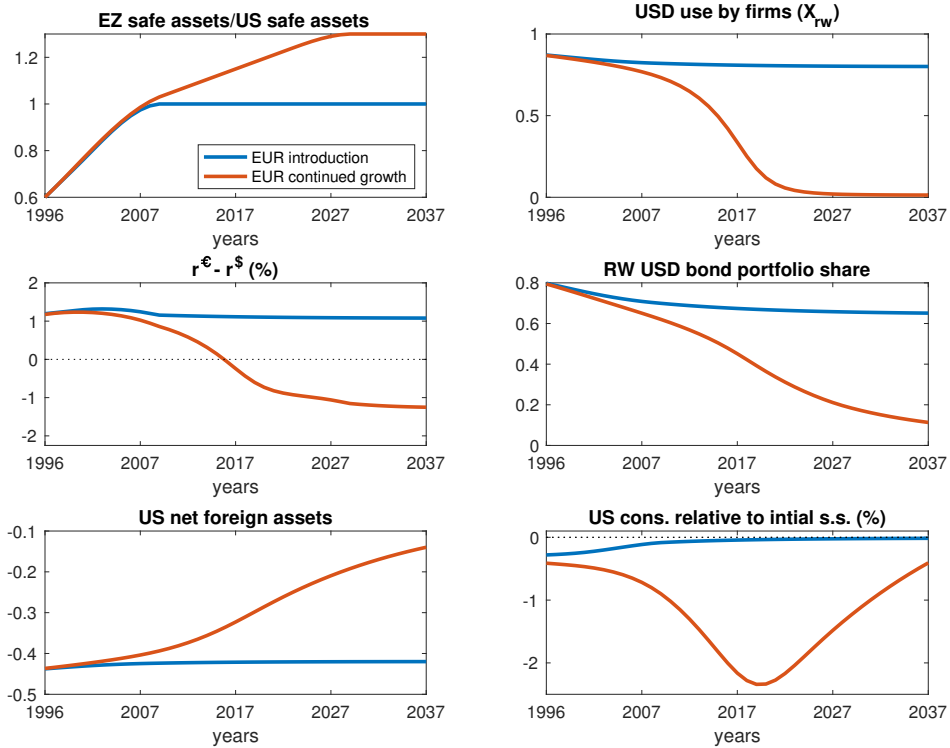 EZ safe assets/US safe assets
1.2
1
0.8
0.6
1996 2007 2017 2027 2037
years
EUR introduction
EUR continued growth
USD use by firms (X_rw)
1
0.5
0
1996 2007 2017 2027 2037
years
r^€ - r^$ (%)
2
1
0
-1
-2
1996 2007 2017 2027 2037
years
RW USD bond portfolio share
0.8
0.6
0.4
0.2
0
1996 2007 2017 2027 2037
years
US net foreign assets
-0.1
-0.2
-0.3
-0.4
-0.5
1996 2007 2017 2027 2037
US cons. relative to intial s.s. (%)
0
-1
-2
1996 2007 2017 2027 2037